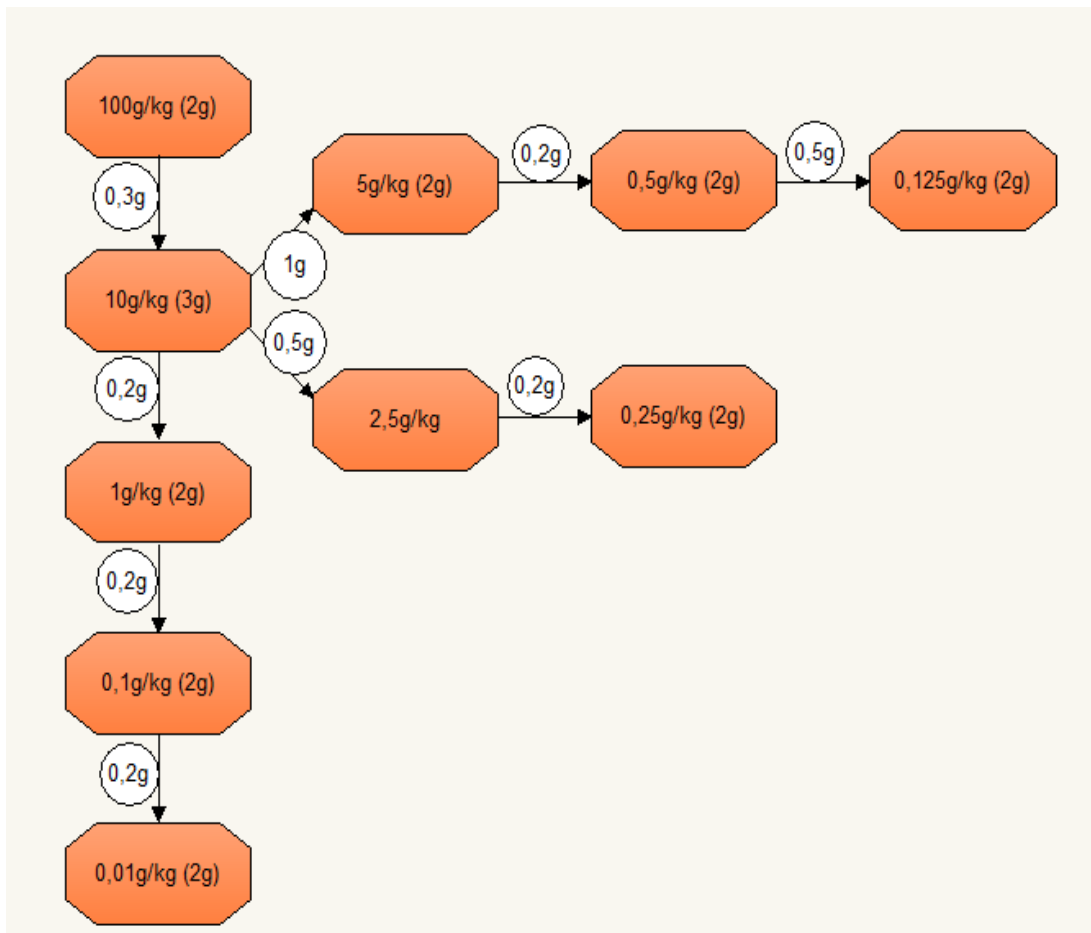 100g/kg (2g)
0,3g
10g/kg (3g)
1g
5g/kg (2g)
0,2g
0,5g/kg (2g)
0,5g
0,125g/kg (2g)
0,5g
2,5g/kg
0,2g
0,25g/kg (2g)
0,2g
1g/kg (2g)
0,2g
0,1g/kg (2g)
0,2g
0,01g/kg (2g)